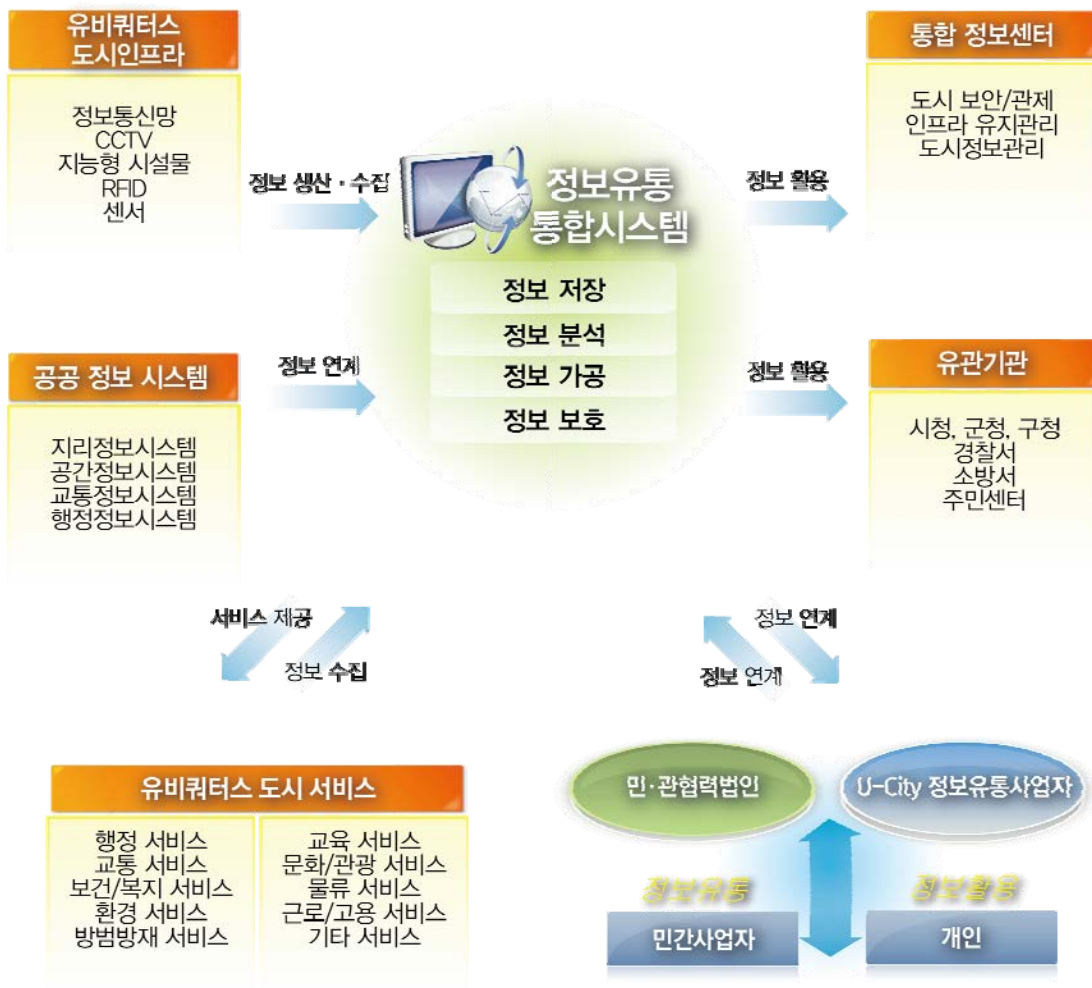 유비쿼터스
도시인프라
정보통신망
CCTV
지능형 시설물
RFID
센서
정보 생산·수집
정보유통
통합시스템
정보 저장
정보 분석
정보 가공
정보 보호
정보 활용
통합 정보센터
도시 보안/관제
인프라 유지관리
도시정보관리
공공 정보 시스템
지리정보시스템
공간정보시스템
교통정보시스템
행정정보시스템
정보 연계
정보 활용
유관기관
시청, 군청, 구청
경찰서
소방서
주민센터
서비스 제공
정보 수집
정보 연계
정보 연계
유비쿼터스 도시 서비스
행정 서비스
교통 서비스
보건/복지 서비스
환경 서비스
방범방재 서비스
교육 서비스
문화/관광 서비스
물류 서비스
근로/고용 서비스
기타 서비스
민·관협력법인
U-City 정보유통사업자
정보유통
정보활용
민간사업자
개인